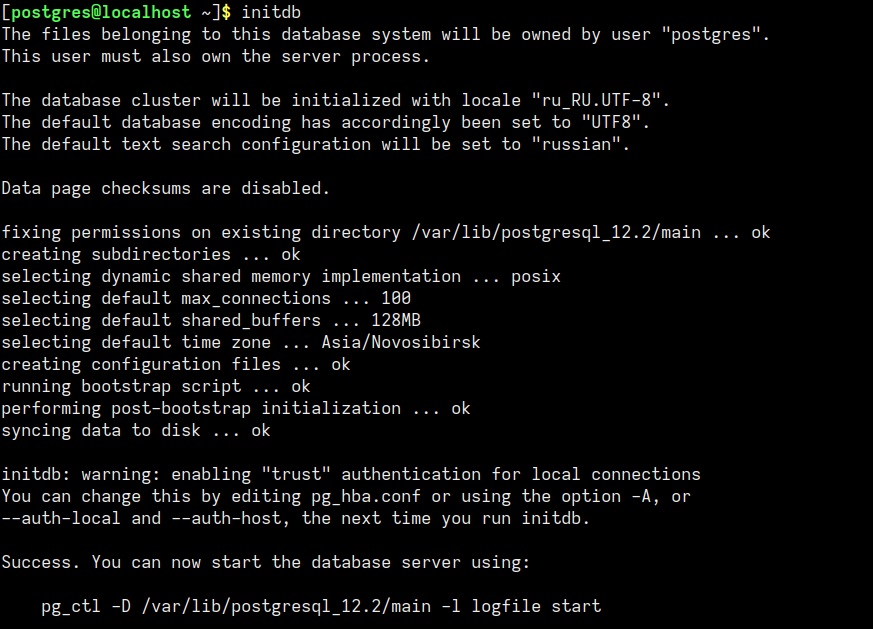 [postgres@localhost ~]$ initdb
The files belonging to this database system will be owned by user "postgres".
This user must also own the server process.

The database cluster will be initialized with locale "ru_RU.UTF-8".
The default database encoding has accordingly been set to "UTF8".
The default text search configuration will be set to "russian".

Data page checksums are disabled.

fixing permissions on existing directory /var/lib/postgresql_12.2/main ... ok
creating subdirectories ... ok
selecting dynamic shared memory implementation ... posix
selecting default max_connections ... 100
selecting default shared_buffers ... 128MB
selecting default time zone ... Asia/Novosibirsk
creating configuration files ... ok
running bootstrap script ... ok
performing post-bootstrap initialization ... ok
syncing data to disk ... ok

initdb: warning: enabling "trust" authentication for local connections
You can change this by editing pg_hba.conf or using the option -A, or
--auth-local and --auth-host, the next time you run initdb.

Success. You can now start the database server using:

    pg_ctl -D /var/lib/postgresql_12.2/main -l logfile start